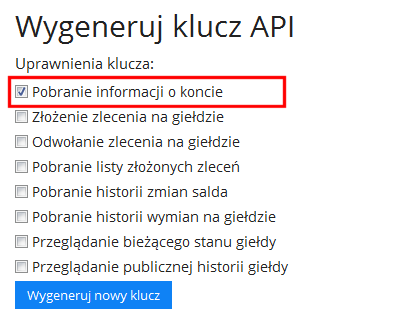 Wygeneruj klucz API
Uprawnienia klucza:
Pobranie informacji o koncie
Złożenie zlecenia na giełdzie
Odwołanie zlecenia na giełdzie
Pobranie listy złożonych zleceń
Pobranie historii zmian salda
Pobranie historii wymian na giełdzie
Przeglądanie bieżącego stanu giełdy
Przeglądanie publicznej historii giełdy
Wygeneruj nowy klucz